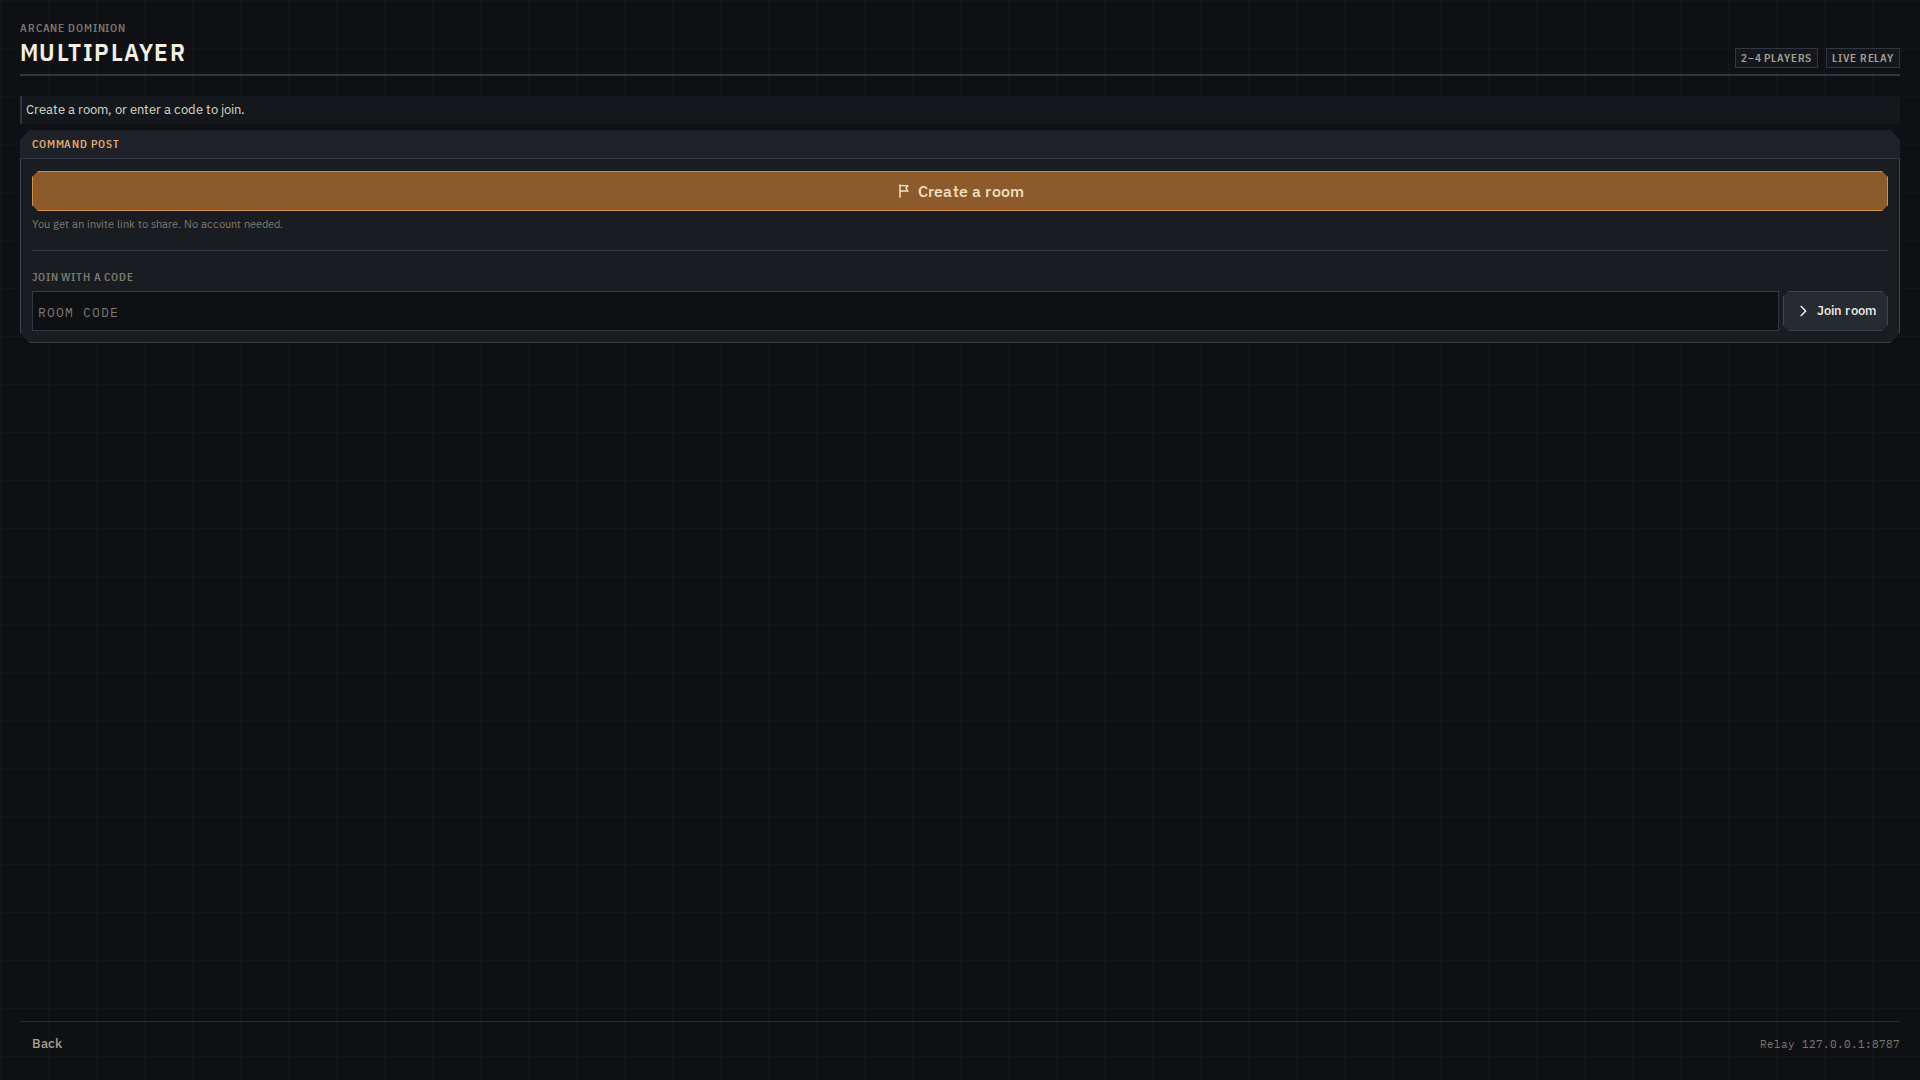 ARCANE DOMINION
MULTIPLAYER
2–4 PLAYERS
LIVE RELAY
Create a room, or enter a code to join.
COMMAND POST
Create a room
You get an invite link to share. No account needed.
JOIN WITH A CODE
ROOM CODE
Join room
Back
Relay 127.0.0.1:8787